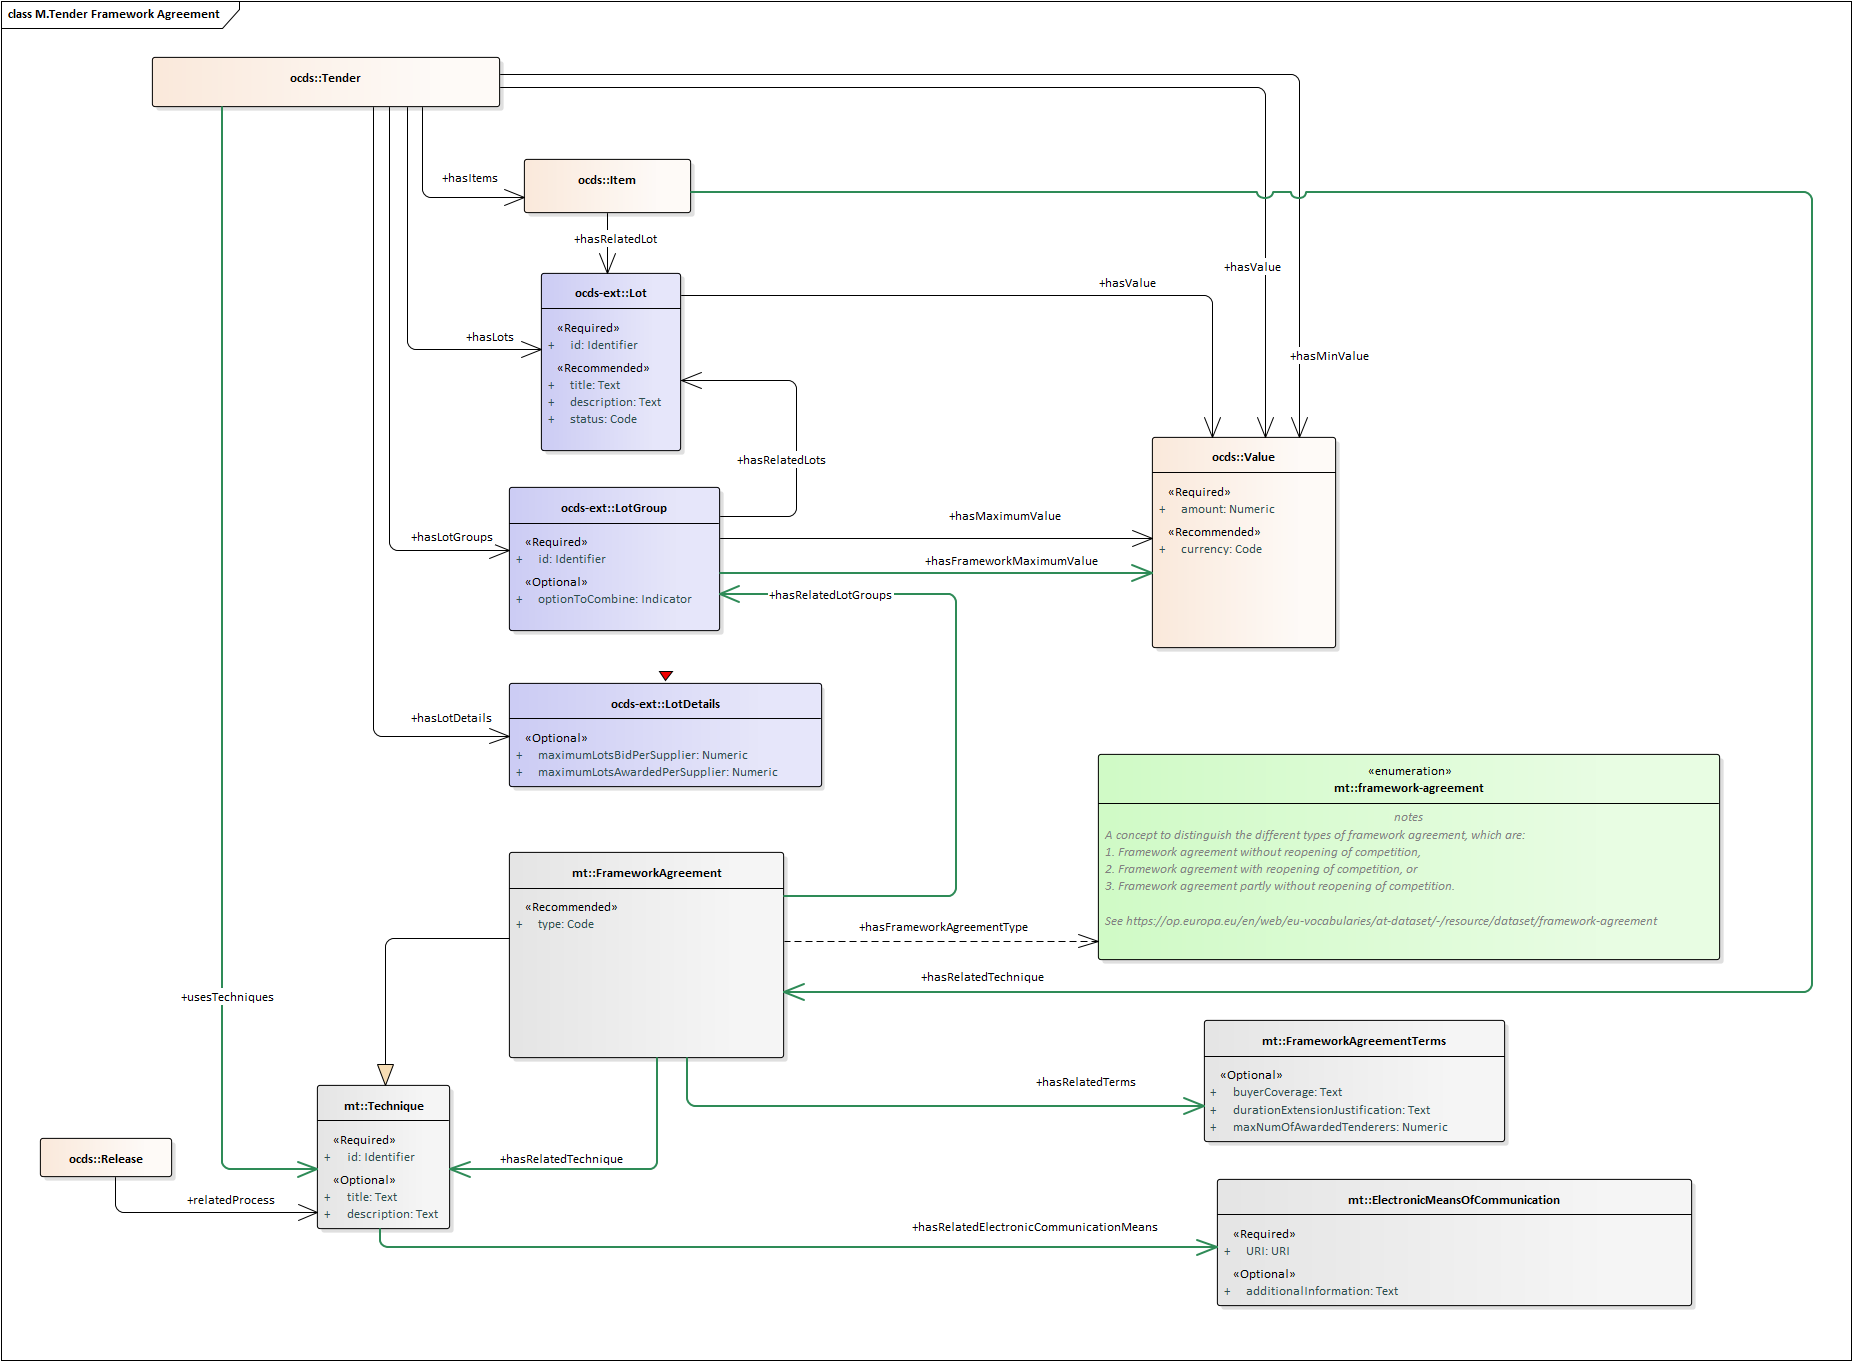 class M.Tender Framework Agreement
ocds::Tender
+hasItems
ocds::Item
+hasRelatedLot
ocds-ext::Lot
«Required»
+ id: Identifier
«Recommended»
+ title: Text
+ description: Text
+ status: Code
+hasLots
+hasValue
+hasValue
+hasMinValue
+hasRelatedLots
ocds::Value
«Required»
+ amount: Numeric
«Recommended»
+ currency: Code
ocds-ext::LotGroup
«Required»
+ id: Identifier
«Optional»
+ optionToCombine: Indicator
+hasLotGroups
+hasMaximumValue
+hasFrameworkMaximumValue
+hasRelatedLotGroups
ocds-ext::LotDetails
«Optional»
+ maximumLotsBidPerSupplier: Numeric
+ maximumLotsAwardedPerSupplier: Numeric
+hasLotDetails
«enumeration»
mt::framework-agreement
notes
A concept to distinguish the different types of framework agreement, which are:
1. Framework agreement without reopening of competition,
2. Framework agreement with reopening of competition, or
3. Framework agreement partly without reopening of competition.
See https://op.europa.eu/en/web/eu-vocabularies/at-dataset/-/resource/dataset/framework-agreement
mt::FrameworkAgreement
«Recommended»
+ type: Code
+hasFrameworkAgreementType
+hasRelatedTechnique
+usesTechniques
mt::FrameworkAgreementTerms
«Optional»
+ buyerCoverage: Text
+ durationExtensionJustification: Text
+ maxNumOfAwardedTenderers: Numeric
+hasRelatedTerms
mt::Technique
«Required»
+ id: Identifier
«Optional»
+ title: Text
+ description: Text
+hasRelatedTechnique
ocds::Release
+relatedProcess
+hasRelatedElectronicCommunicationMeans
mt::ElectronicMeansOfCommunication
«Required»
+ URI: URI
«Optional»
+ additionalInformation: Text